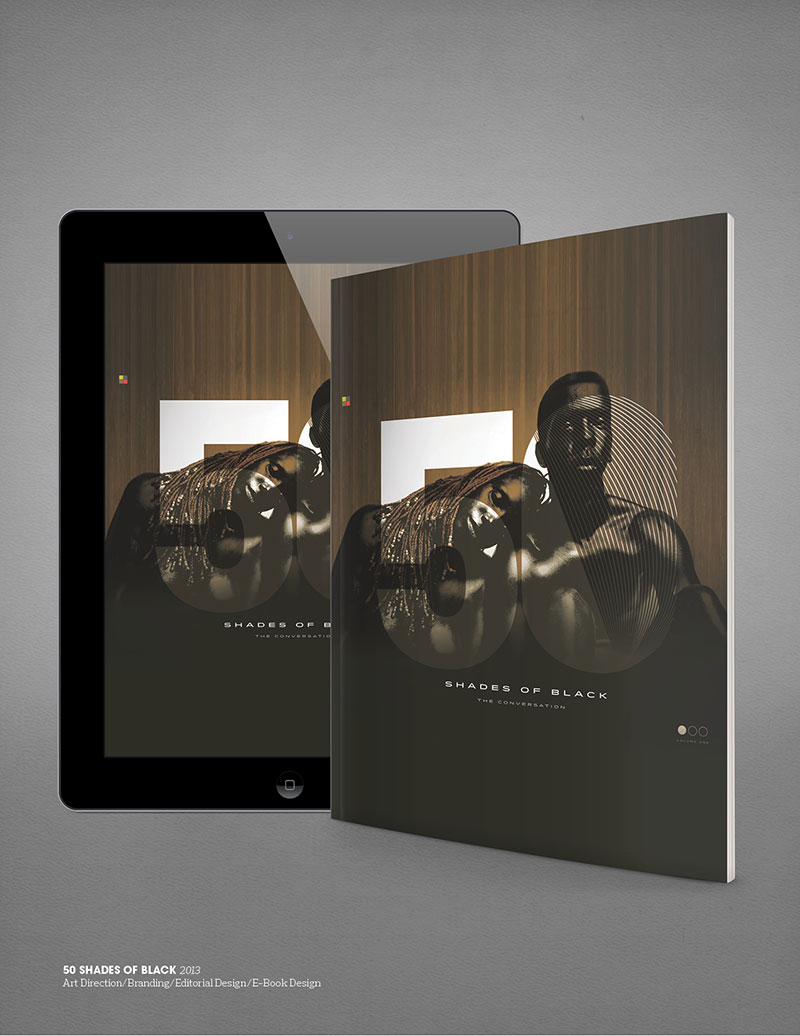 50
SHADES OF BLACK
THE CONVERSATIO
50
SHADES OF BLACK
THE CONVERSATION
VOLUME ONE
50 SHADES OF BLACK 2013
Art Direction/Branding/Editorial Design/E-Book Design